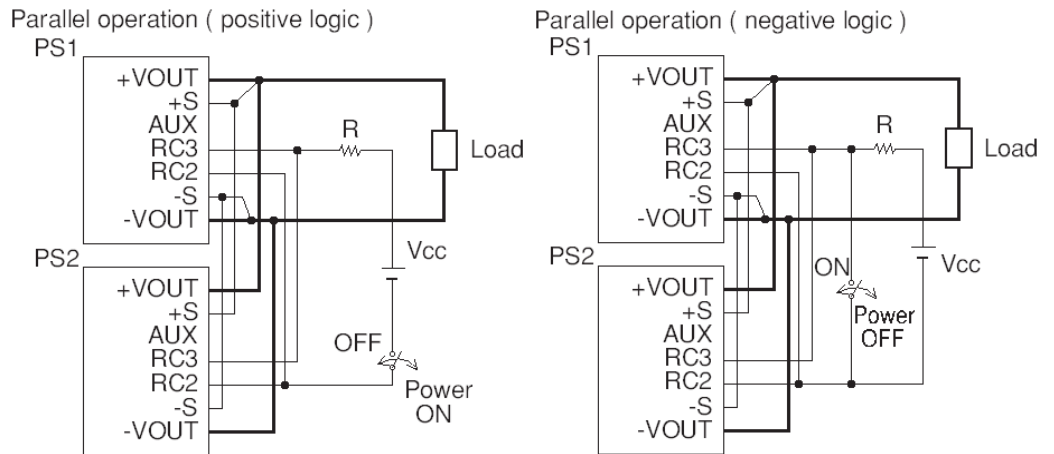 Parallel operation ( positive logic )
PS1
+VOUT
+S
AUX
RC3
RC2
-S
-VOUT
R
Load
Vcc
PS2
+VOUT
+S
AUX
RC3
RC2
-S
-VOUT
OFF
Power
ON
Parallel operation ( negative logic )
PS1
+VOUT
+S
AUX
RC3
RC2
-S
-VOUT
R
Load
Vcc
PS2
+VOUT
+S
AUX
RC3
RC2
-S
-VOUT
ON
Power
OFF